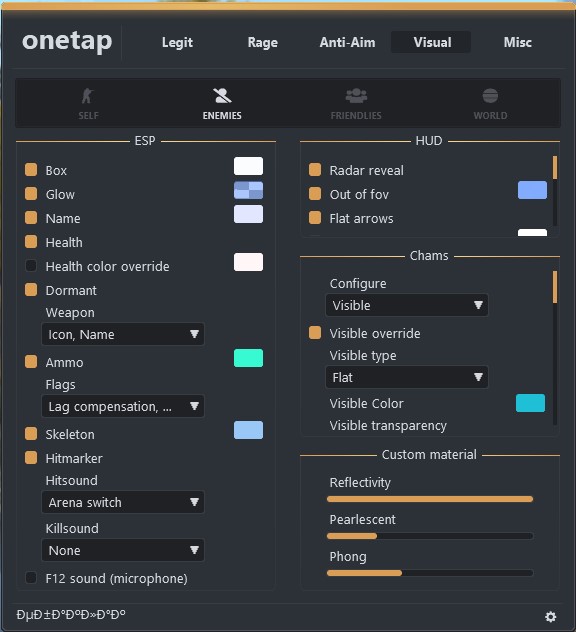 onetap
Legit Rage Anti-Aim Visual Misc
SELF ENEMIES FRIENDLIES WORLD
ESP
Box
Glow
Name
Health
Health color override
Dormant
Weapon
Icon, Name
Ammo
Flags
Lag compensation, ...
Skeleton
Hitmarker
Hitsound
Arena switch
Killsound
None
F12 sound (microphone)
HUD
Radar reveal
Out of fov
Flat arrows
Chams
Configure
Visible
Visible override
Visible type
Flat
Visible Color
Visible transparency
Custom material
Reflectivity
Pearlescent
Phong
ÐµÐ±Ð°ÐºÐ»Ð°Ðº